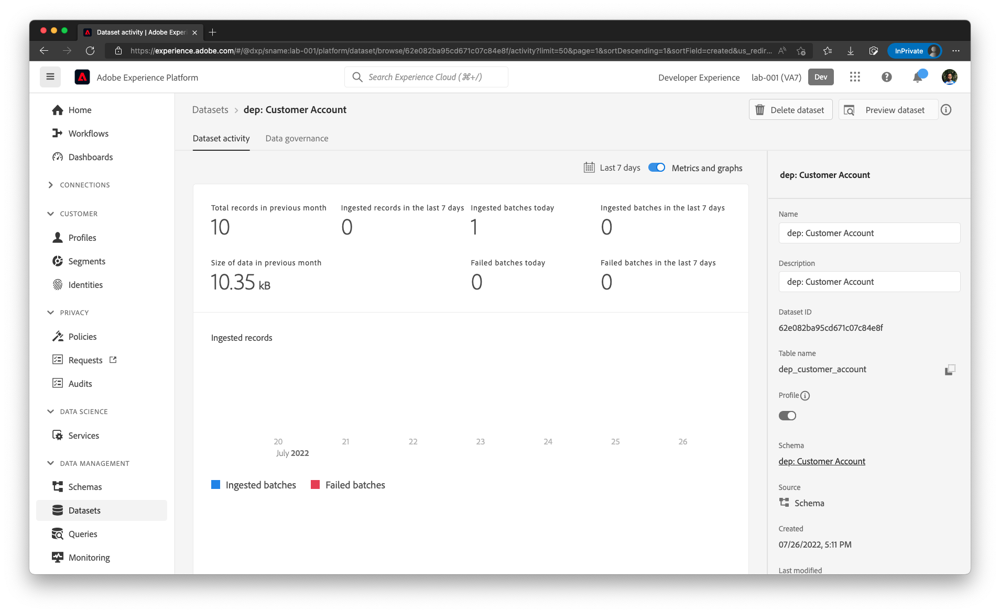 Dataset activity | Adobe Exper
https://experience.adobe.com/#/@dxp/sname:lab-001/platform/dataset/browse/62e082ba95cd671c07c84e8f/activity?limit=50&page=1&sortDescending=1&sortField=created&us_redir...
InPrivate
Adobe Experience Platform
Search Experience Cloud (⌘+/)
Developer Experience
lab-001 (VA7)
Dev
Home
Workflows
Dashboards
CONNECTIONS
CUSTOMER
Profiles
Segments
Identities
PRIVACY
Policies
Requests
Audits
DATA SCIENCE
Services
DATA MANAGEMENT
Schemas
Datasets
Queries
Monitoring
Datasets > dep: Customer Account
Delete dataset
Preview dataset
Dataset activity
Data governance
Last 7 days
Metrics and graphs
Total records in previous month
10
Ingested records in the last 7 days
0
Ingested batches today
1
Ingested batches in the last 7 days
0
Size of data in previous month
10.35 kB
Failed batches today
0
Failed batches in the last 7 days
0
Ingested records
20 21 22 23 24 25 26
July 2022
Ingested batches
Failed batches
dep: Customer Account
Name
dep: Customer Account
Description
dep: Customer Account
Dataset ID
62e082ba95cd671c07c84e8f
Table name
dep_customer_account
Profile
Schema
dep: Customer Account
Source
Schema
Created
07/26/2022, 5:11 PM
Last modified